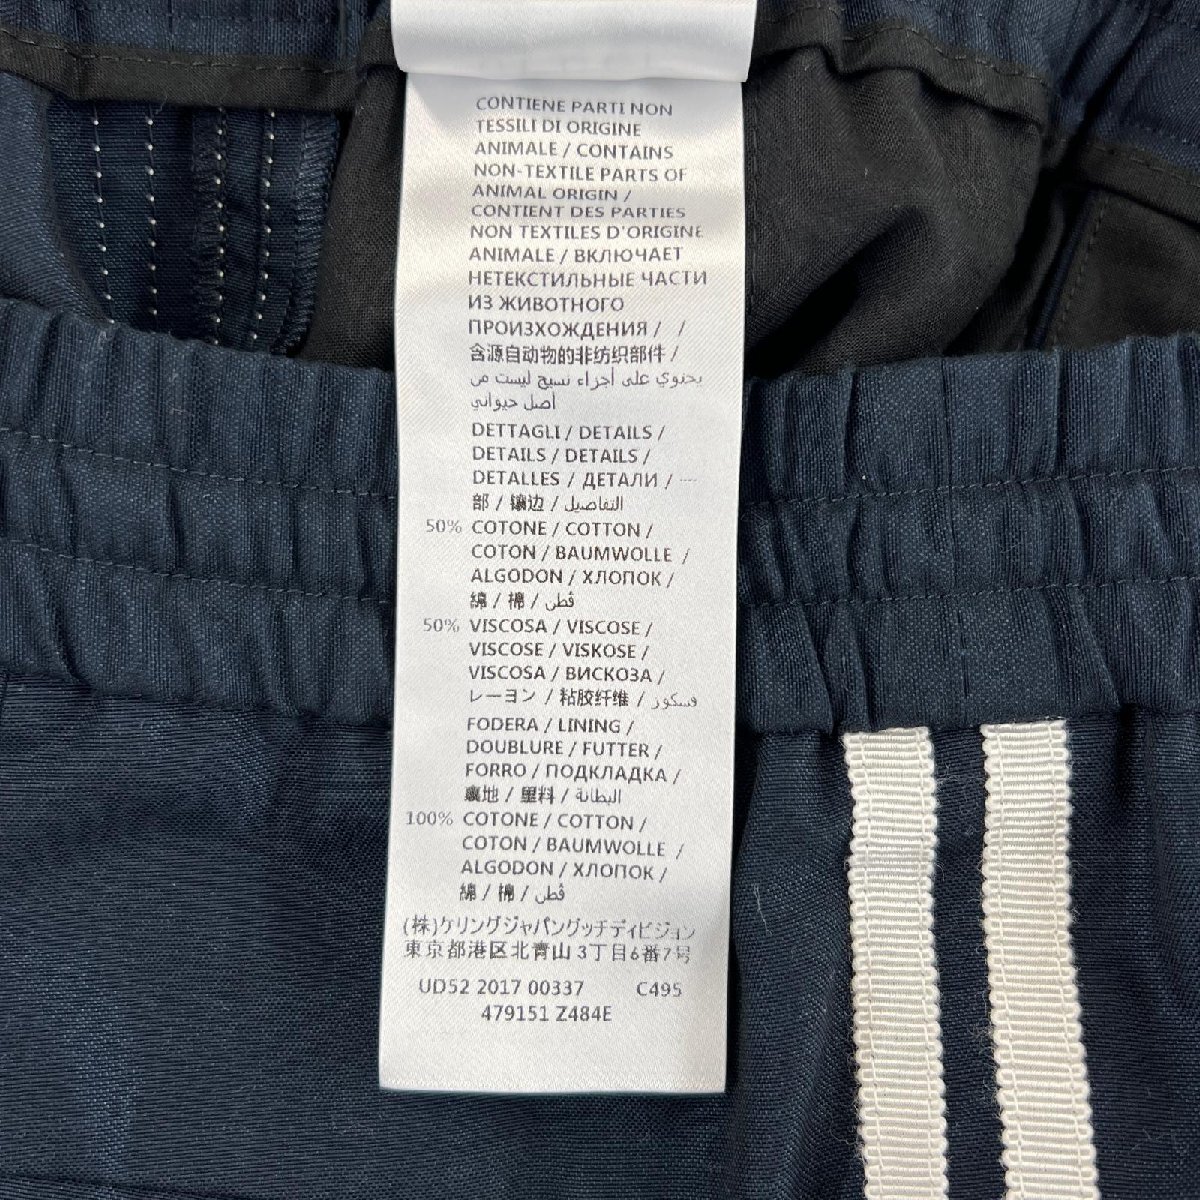 CONTIENE PARTI NON
TESSILI DI ORIGINE
ANIMALE / CONTAINS
NON-TEXTILE PARTS OF
ANIMAL ORIGIN /
CONTIENT DES PARTIES
NON TEXTILES D'ORIGINE
ANIMALE / ВКЛЮЧАЕТ
НЕТЕКСТИЛЬНЫЕ ЧАСТИ
ИЗ ЖИВОТНОГО
ПРОИЗХОЖДЕНИЯ / /
含源自动物的非纺织部件 /
يحتوي على أجزاء نسيج ليست من
أصل حيواني
DETTAGLI / DETAILS /
DETAILS / DETAILS /
DETALLES / ДЕТАЛИ /
部 / 镶边 / التفاصيل
50% COTONE / COTTON /
COTON / BAUMWOLLE /
ALGODON / ХЛОПОК /
綿 / 棉 / قطن
50% VISCOSA / VISCOSE /
VISCOSE / VISKOSE /
VISCOSA / ВИСКОЗА /
レーヨン / 粘胶纤维 / فسكوز
FODERA / LINING /
DOUBLURE / FUTTER /
FORRO / ПОДКЛАДКА /
裏地 / 里料 / البطانة
100% COTONE / COTTON /
COTON / BAUMWOLLE /
ALGODON / ХЛОПОК /
綿 / 棉 / قطن
(株)ケリングジャパングッチディビジョン
東京都港区北青山3丁目6番7号
UD52 2017 00337 C495
479151 Z484E